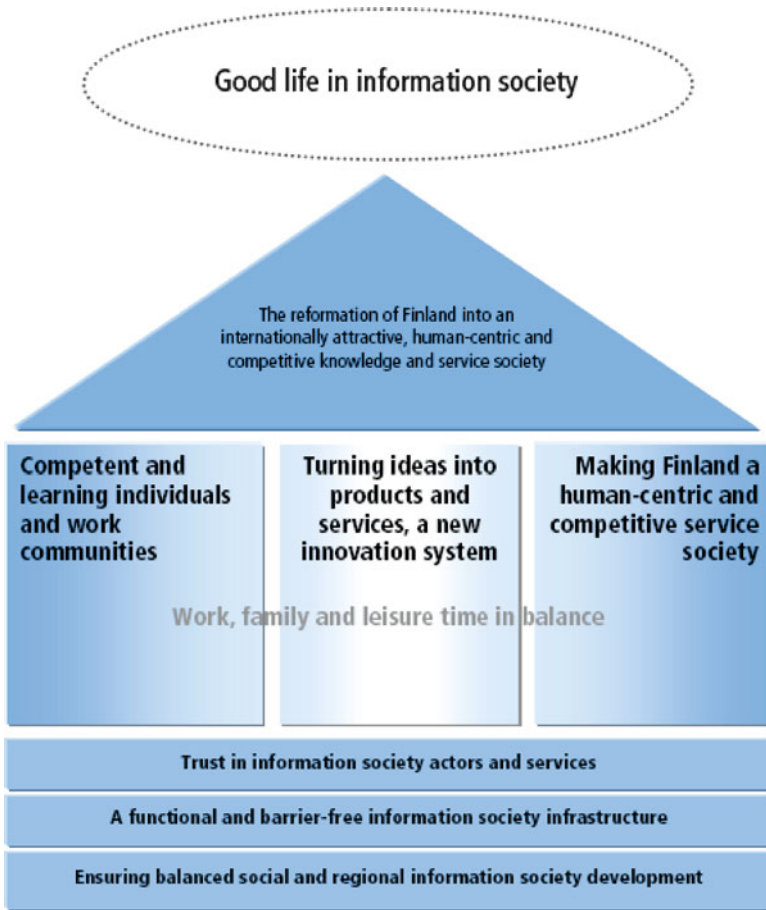 Good life in information society
The reformation of Finland into an
internationally attractive, human-centric and
competitive knowledge and service society
Competent and
learning individuals
and work
communities
Turning ideas into
products and
services, a new
innovation system
Making Finland a
human-centric and
competitive service
society
Work, family and leisure time in balance
Trust in information society actors and services
A functional and barrier-free information society infrastructure
Ensuring balanced social and regional information society development